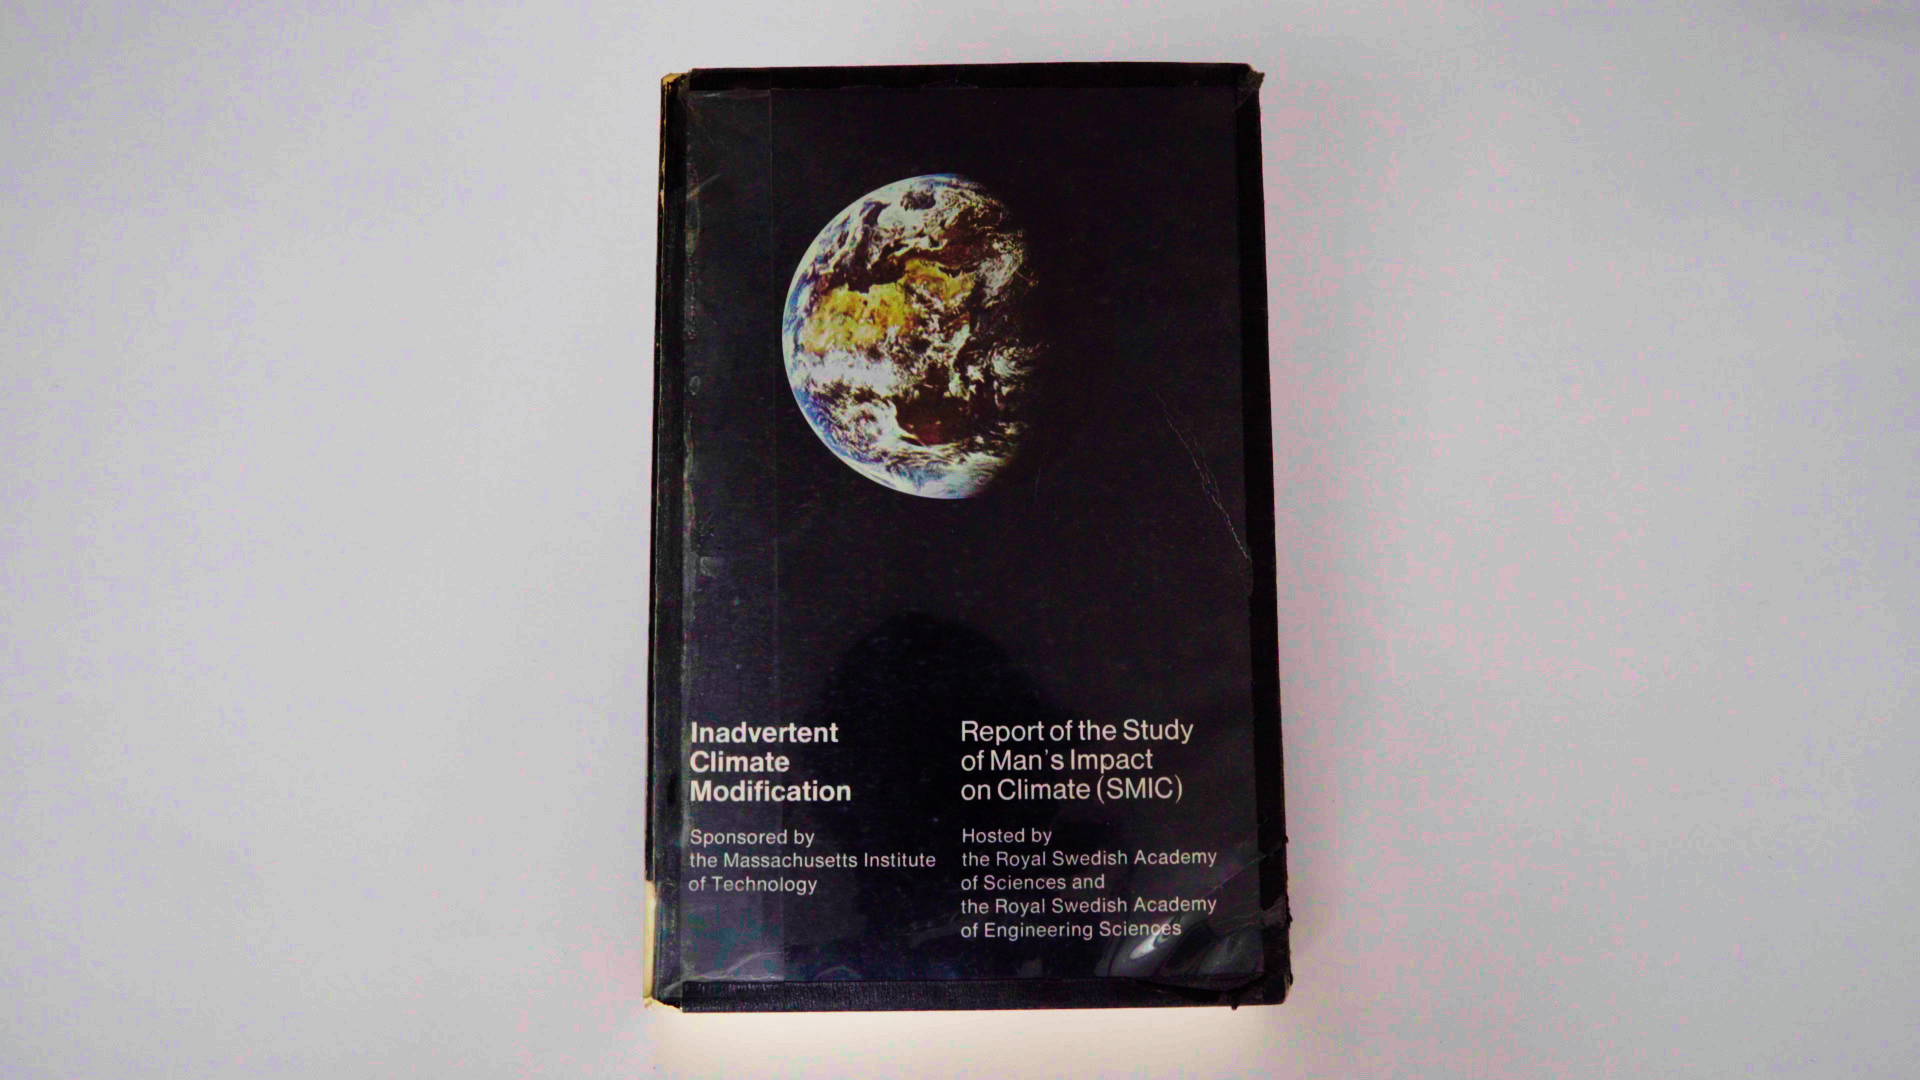 Inadvertent
Climate
Modification
Sponsored by
the Massachusetts Institute
of Technology
Report of the Study
of Man's Impact
on Climate (SMIC)
Hosted by
the Royal Swedish Academy
of Sciences and
the Royal Swedish Academy
of Engineering Sciences